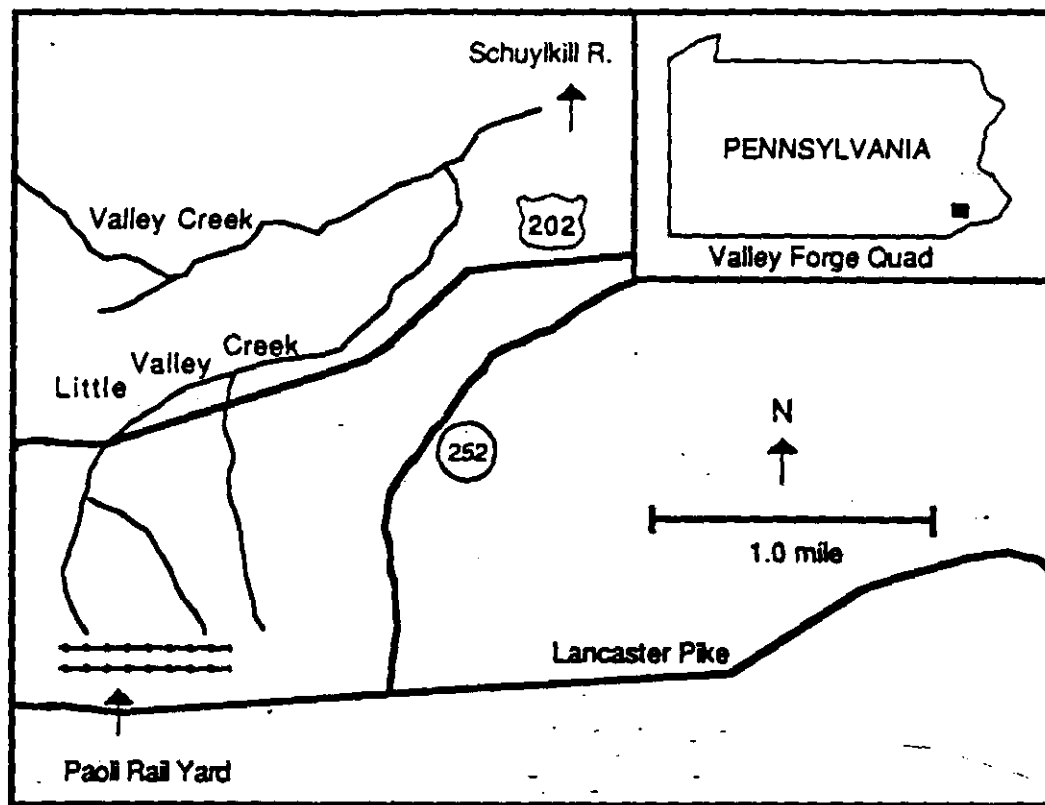 Schuylkill R.
PENNSYLVANIA
Valley Creek
202
Valley Forge Quad
Valley Creek
Little
N
252
1.0 mile
Lancaster Pike
Paoli Rail Yard